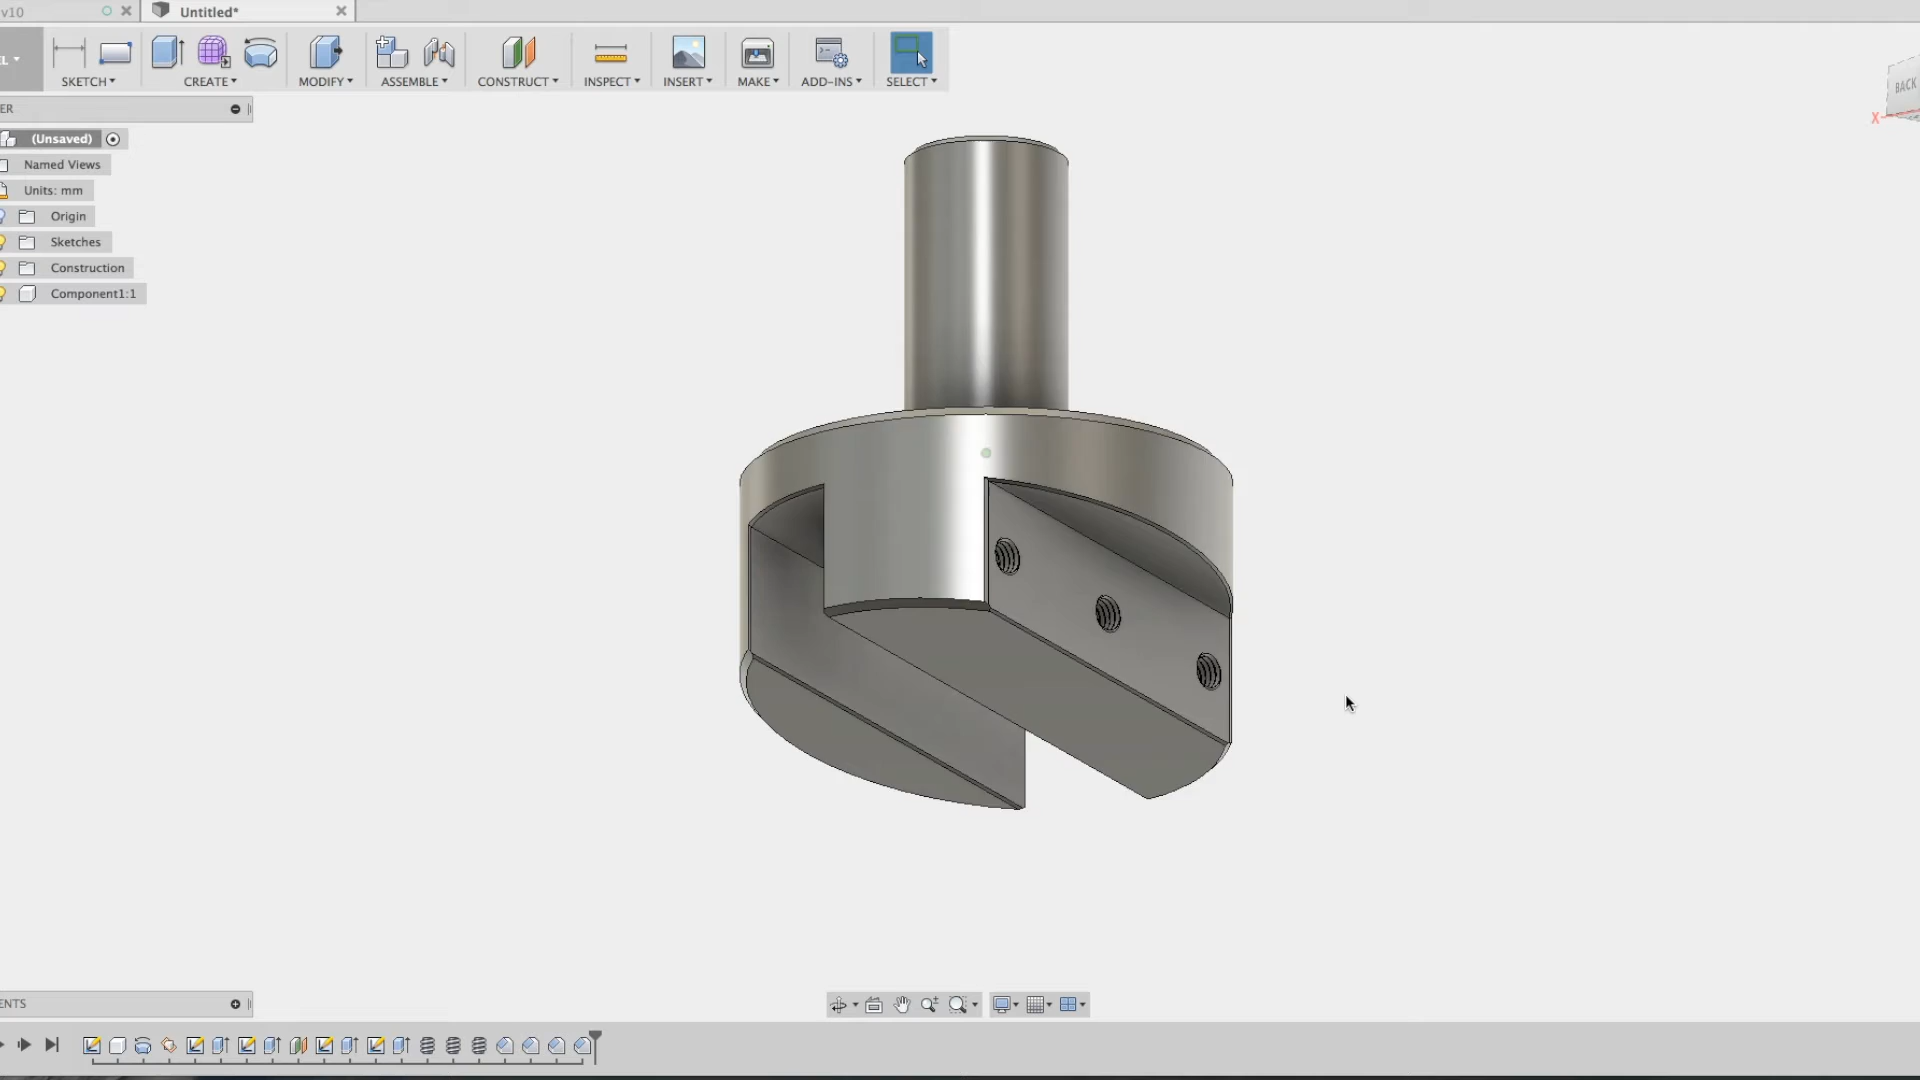 v10
Untitled*
L
SKETCH
CREATE
MODIFY
ASSEMBLE
CONSTRUCT
INSPECT
INSERT
MAKE
ADD-INS
SELECT
BACK
X
ER
(Unsaved)
Named Views
Units: mm
Origin
Sketches
Construction
Component1:1
ENTS